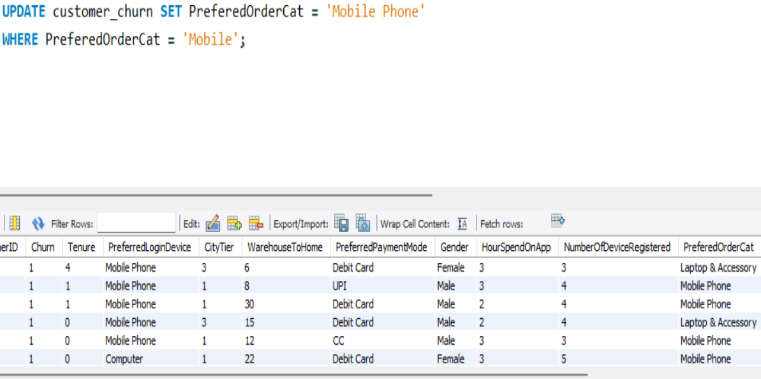 UPDATE customer_churn SET PreferedOrderCat = 'Mobile Phone'
WHERE PreferedOrderCat = 'Mobile';
Filter Rows: Edit: Export/Import: Wrap Cell Content: Fetch rows:
erID Churn Tenure PreferredLoginDevice CityTier WarehouseToHome PreferredPaymentMode Gender HourSpendOnApp NumberOfDeviceRegistered PreferedOrderCat
1 4 Mobile Phone 3 6 Debit Card Female 3 3 Laptop & Accessory
1 1 Mobile Phone 1 8 UPI Male 3 4 Mobile Phone
1 1 Mobile Phone 1 30 Debit Card Male 2 4 Mobile Phone
1 0 Mobile Phone 3 15 Debit Card Male 2 4 Laptop & Accessory
1 0 Mobile Phone 1 12 CC Male 3 3 Mobile Phone
1 0 Computer 1 22 Debit Card Female 3 5 Mobile Phone